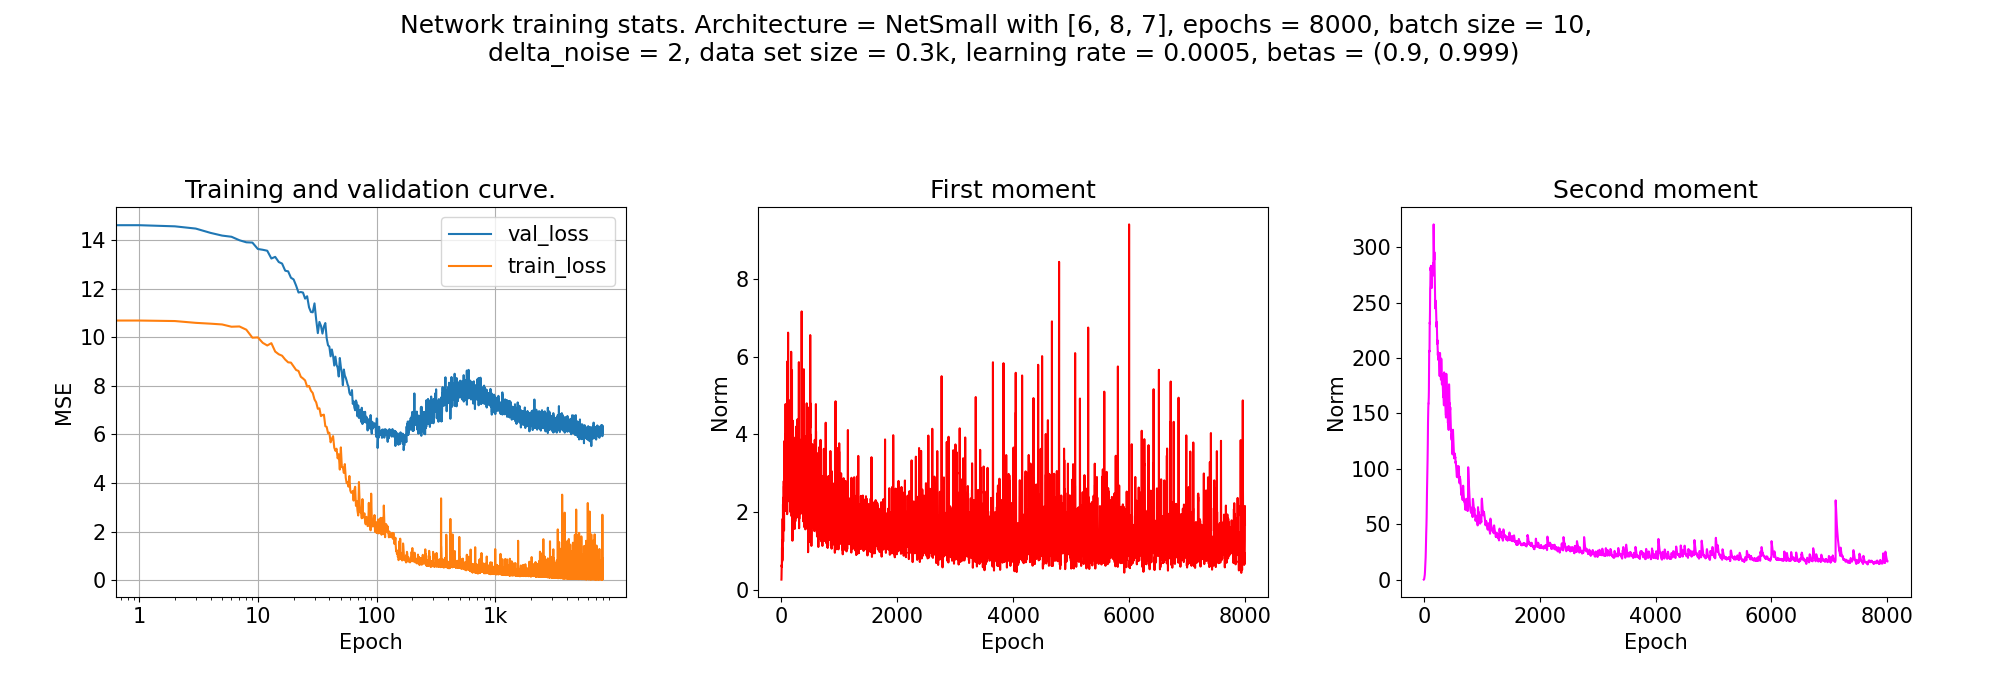 Network training stats. Architecture = NetSmall with [6, 8, 7], epochs = 8000, batch size = 10,
delta_noise = 2, data set size = 0.3k, learning rate = 0.0005, betas = (0.9, 0.999)
Training and validation curve.
MSE
14
12
10
8
6
4
2
0
val_loss
train_loss
1 10 100 1k
Epoch
First moment
Norm
8
6
4
2
0
0 2000 4000 6000 8000
Epoch
Second moment
Norm
300
250
200
150
100
50
0
0 2000 4000 6000 8000
Epoch